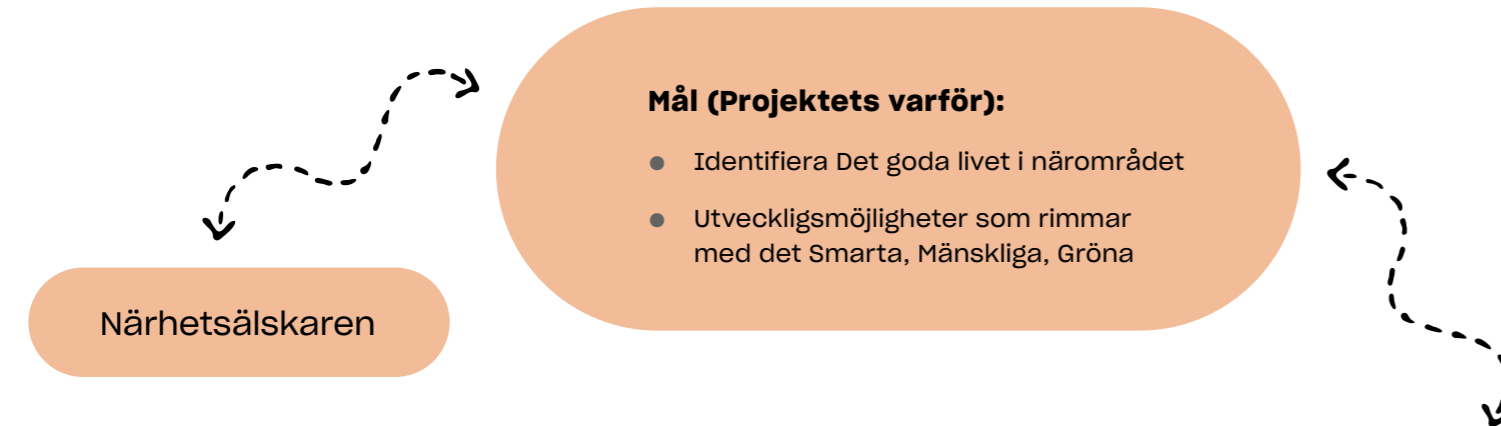 Mål (Projektets varför):
● Identifiera Det goda livet i närområdet
● Utveckligsmöjligheter som rimmar
med det Smarta, Mänskliga, Gröna
Närhetsälskaren